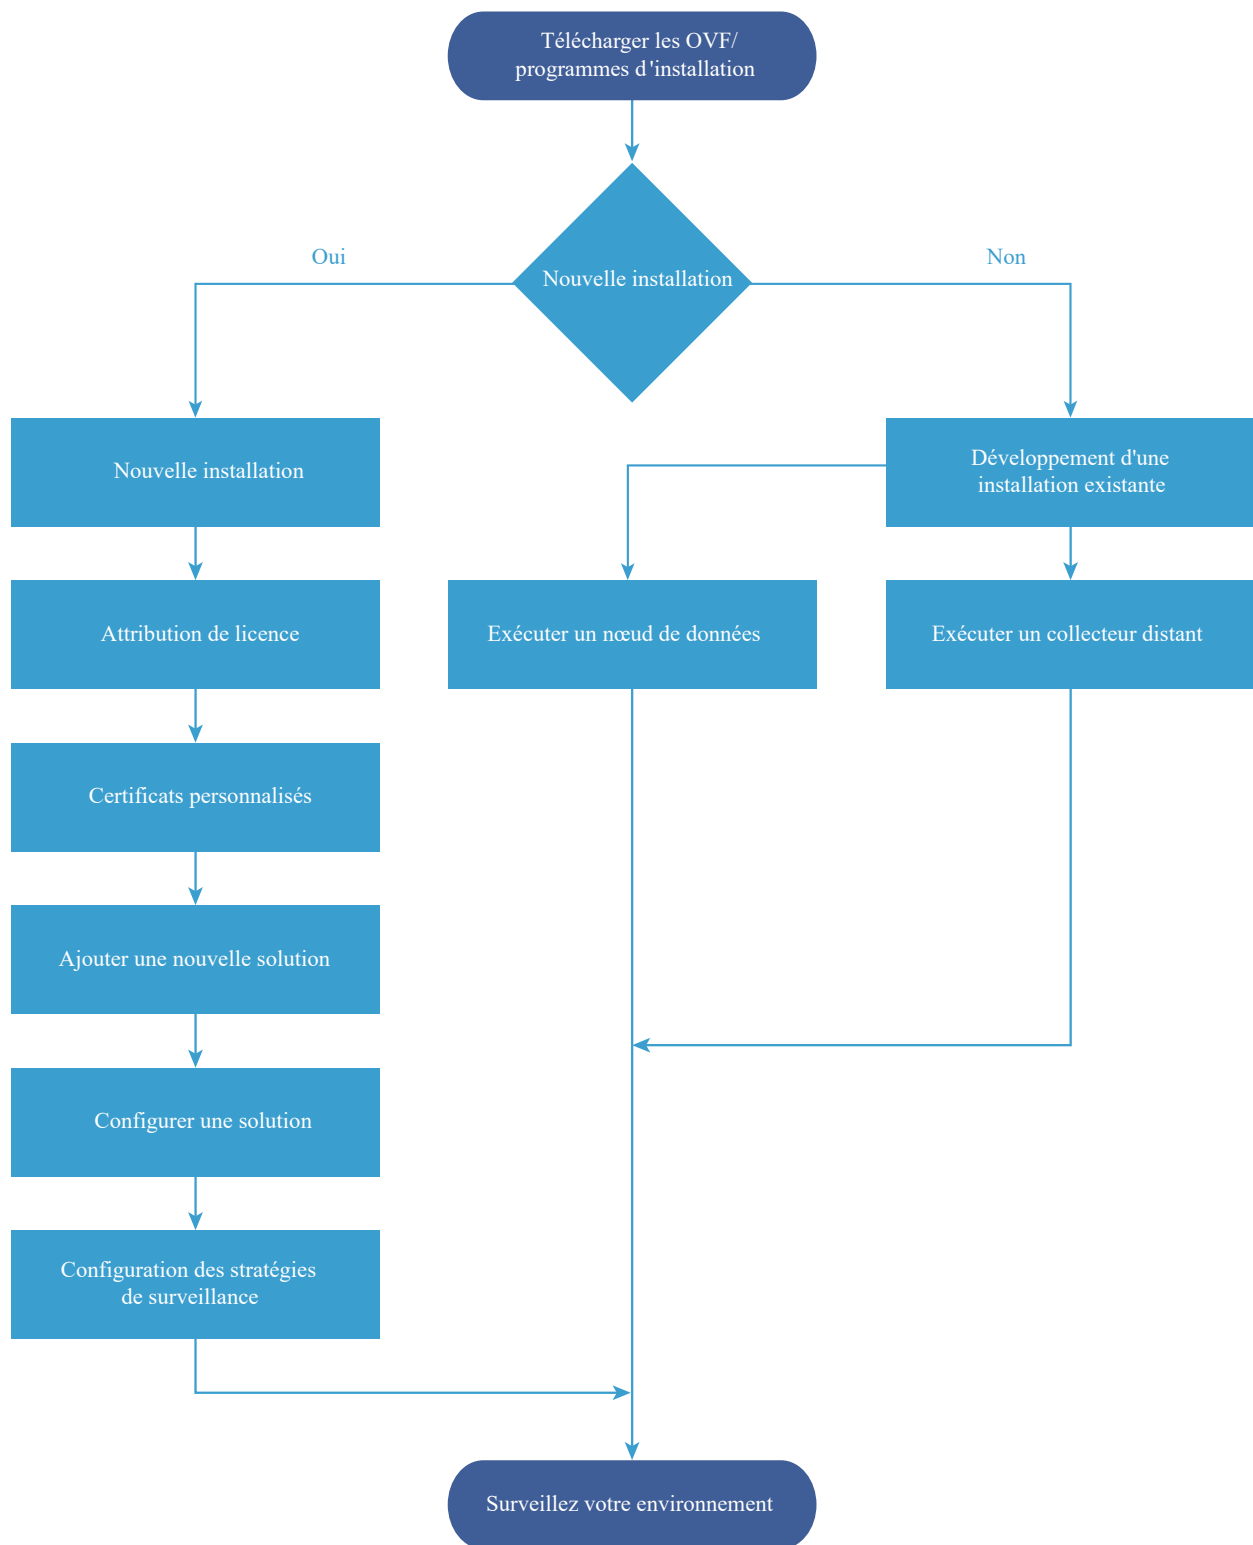 Télécharger les OVF/
programmes d'installation
Oui
Non
Nouvelle installation
Nouvelle installation
Développement d'une
installation existante
Attribution de licence
Exécuter un nœud de données
Exécuter un collecteur distant
Certificats personnalisés
Ajouter une nouvelle solution
Configurer une solution
Configuration des stratégies
de surveillance
Surveillez votre environnement